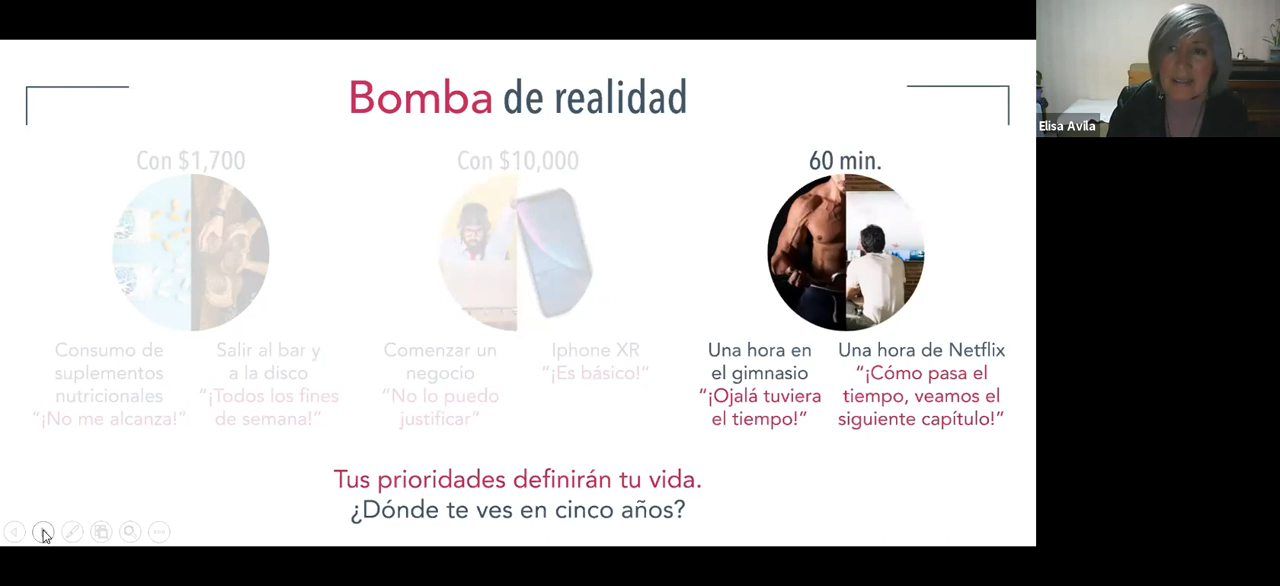 Bomba de realidad
Con $1,700
Consumo de
suplementos
nutricionales
“¡No me alcanza!”
Salir al bar y
a la disco
“¡Todos los fines
de semana!”
Con $10,000
Comenzar un
negocio
“No lo puedo
justificar”
Iphone XR
“¡Es básico!”
60 min.
Una hora en
el gimnasio
“¡Ojalá tuviera
el tiempo!”
Una hora de Netflix
“¡Cómo pasa el
tiempo, veamos el
siguiente capítulo!”
Tus prioridades definirán tu vida.
¿Dónde te ves en cinco años?
Elisa Avila